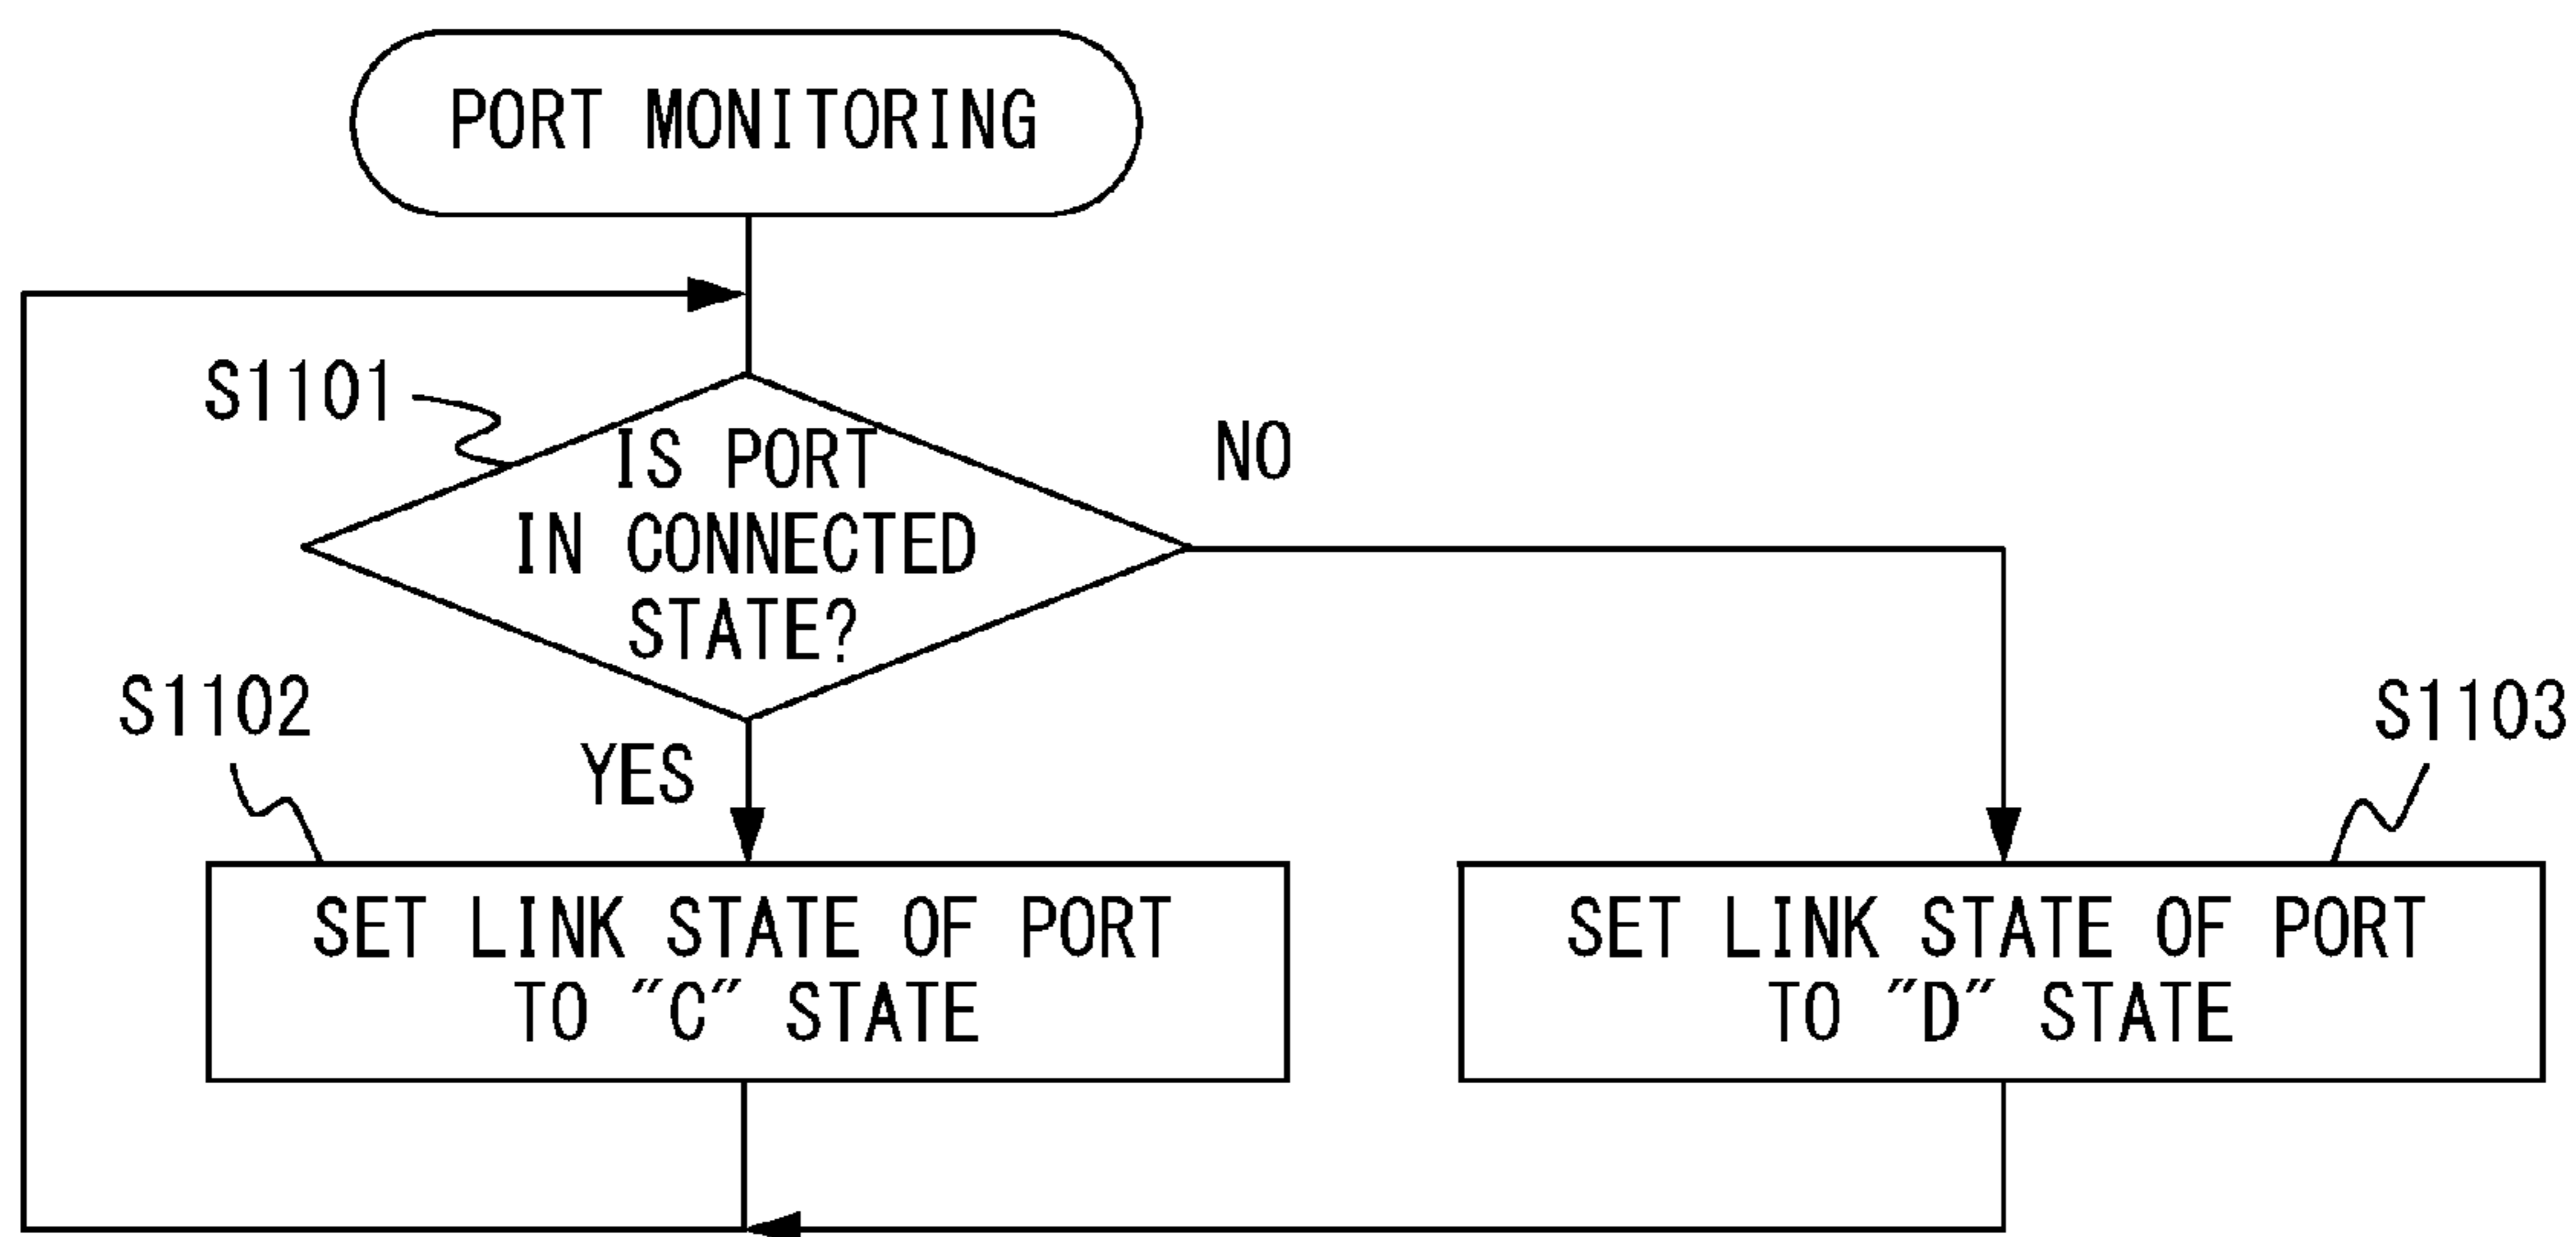 PORT MONITORING
S1101
IS PORT
IN CONNECTED
STATE?
NO
YES
S1102
SET LINK STATE OF PORT
TO "C" STATE
S1103
SET LINK STATE OF PORT
TO "D" STATE